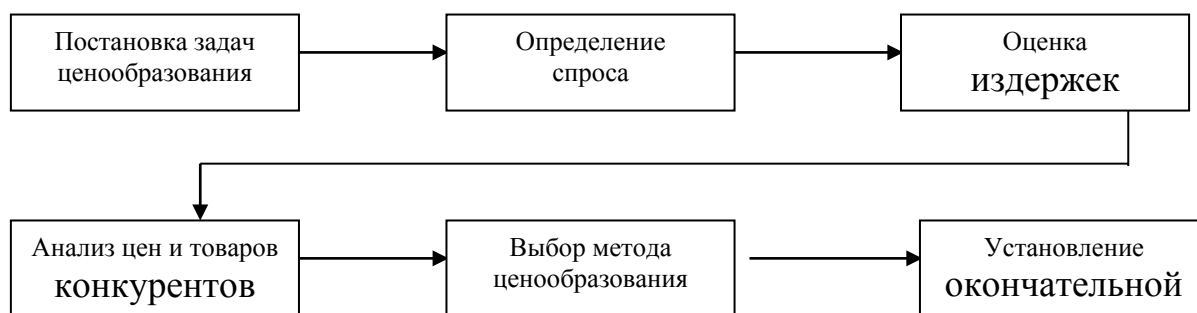 Постановка задач
ценообразования
Определение
спроса
Оценка
издержек
Анализ цен и товаров
конкурентов
Выбор метода
ценообразования
Установление
окончательной